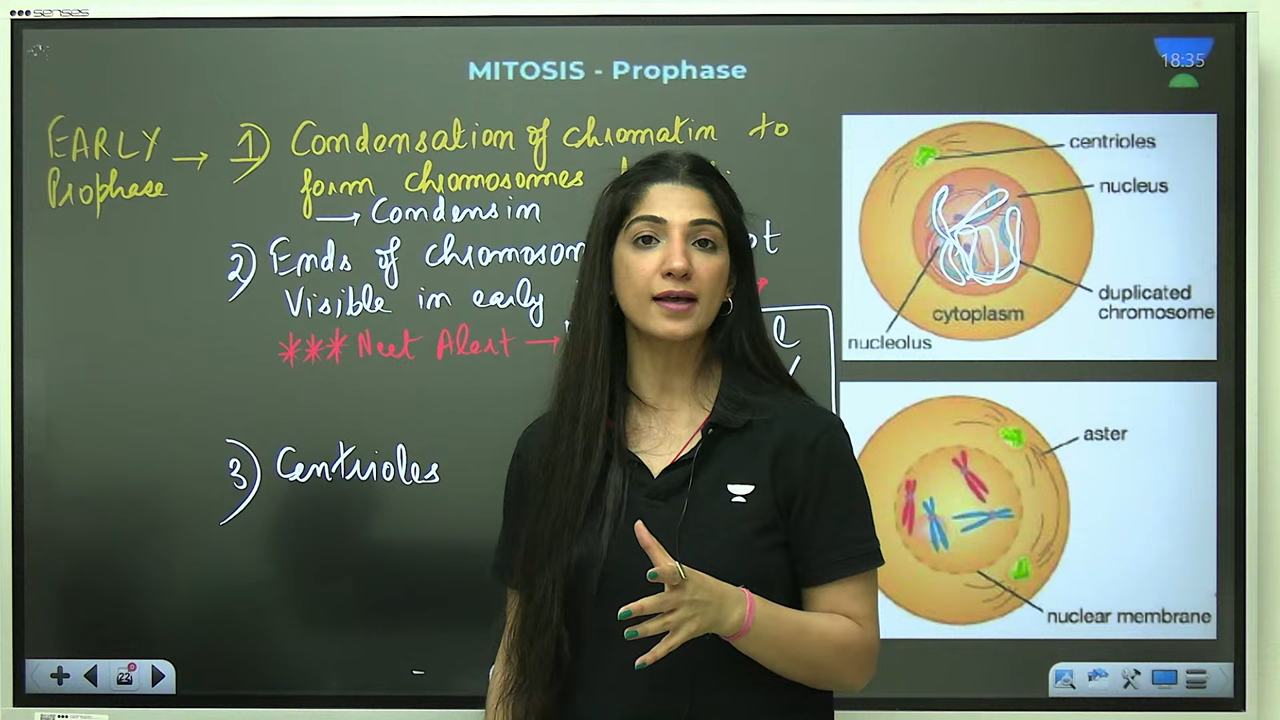 senses
MITOSIS - Prophase
18:35
EARLY
Prophase
1) Condensation of chromatin to
form chromosomes
→ Condensin
2) Ends of chromosom
Visible in early
*** Neet Alert →
3) Centrioles
centrioles
nucleus
duplicated
chromosome
cytoplasm
nucleolus
aster
nuclear membrane
22